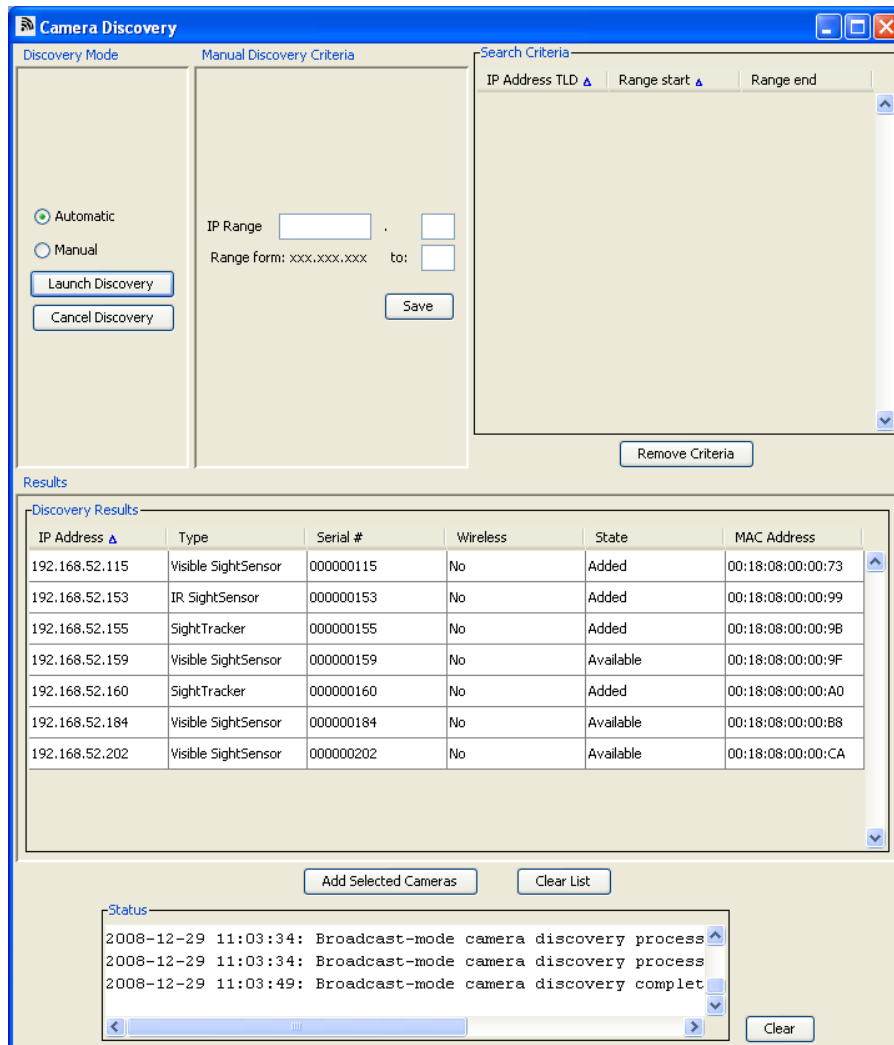 Camera Discovery
Discovery Mode
Manual Discovery Criteria
Search Criteria
IP Address TLD Range start Range end
Automatic
Manual
Launch Discovery
Cancel Discovery
IP Range .
Range form: xxx.xxx.xxx to:
Save
Remove Criteria
Results
Discovery Results
IP Address Type Serial # Wireless State MAC Address
192.168.52.115 Visible SightSensor 000000115 No Added 00:18:08:00:00:73
192.168.52.153 IR SightSensor 000000153 No Added 00:18:08:00:00:99
192.168.52.155 SightTracker 000000155 No Added 00:18:08:00:00:9B
192.168.52.159 Visible SightSensor 000000159 No Available 00:18:08:00:00:9F
192.168.52.160 SightTracker 000000160 No Added 00:18:08:00:00:A0
192.168.52.184 Visible SightSensor 000000184 No Available 00:18:08:00:00:B8
192.168.52.202 Visible SightSensor 000000202 No Available 00:18:08:00:00:CA
Add Selected Cameras
Clear List
Status
2008-12-29 11:03:34: Broadcast-mode camera discovery process
2008-12-29 11:03:34: Broadcast-mode camera discovery process
2008-12-29 11:03:49: Broadcast-mode camera discovery complet
Clear